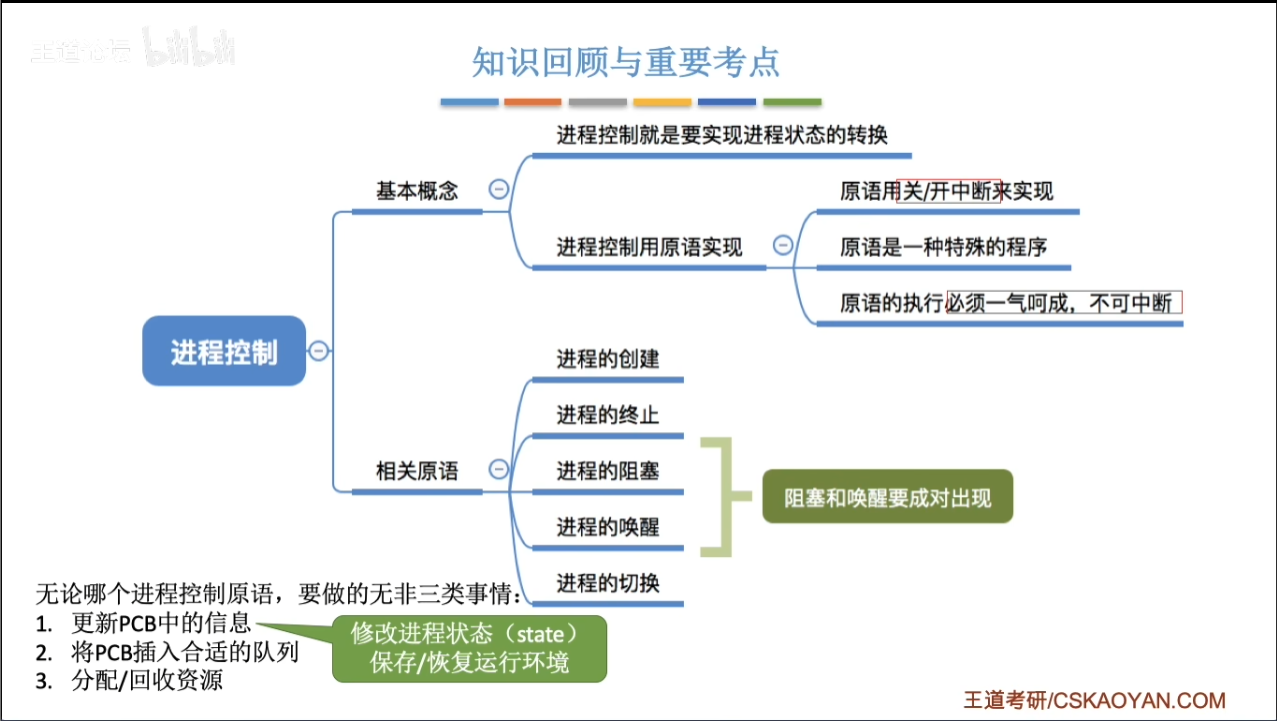 王道论坛 bilibili
知识回顾与重要考点
进程控制就是要实现进程状态的转换
基本概念
原语用关/开中断来实现
进程控制用原语实现
原语是一种特殊的程序
原语的执行必须一气呵成，不可中断
进程控制
进程的创建
进程的终止
相关原语
进程的阻塞
进程的唤醒
进程的切换
阻塞和唤醒要成对出现
无论哪个进程控制原语，要做的无非三类事情：
1. 更新PCB中的信息
2. 将PCB插入合适的队列
3. 分配/回收资源
修改进程状态（state）
保存/恢复运行环境
王道考研/CSKAOYAN.COM